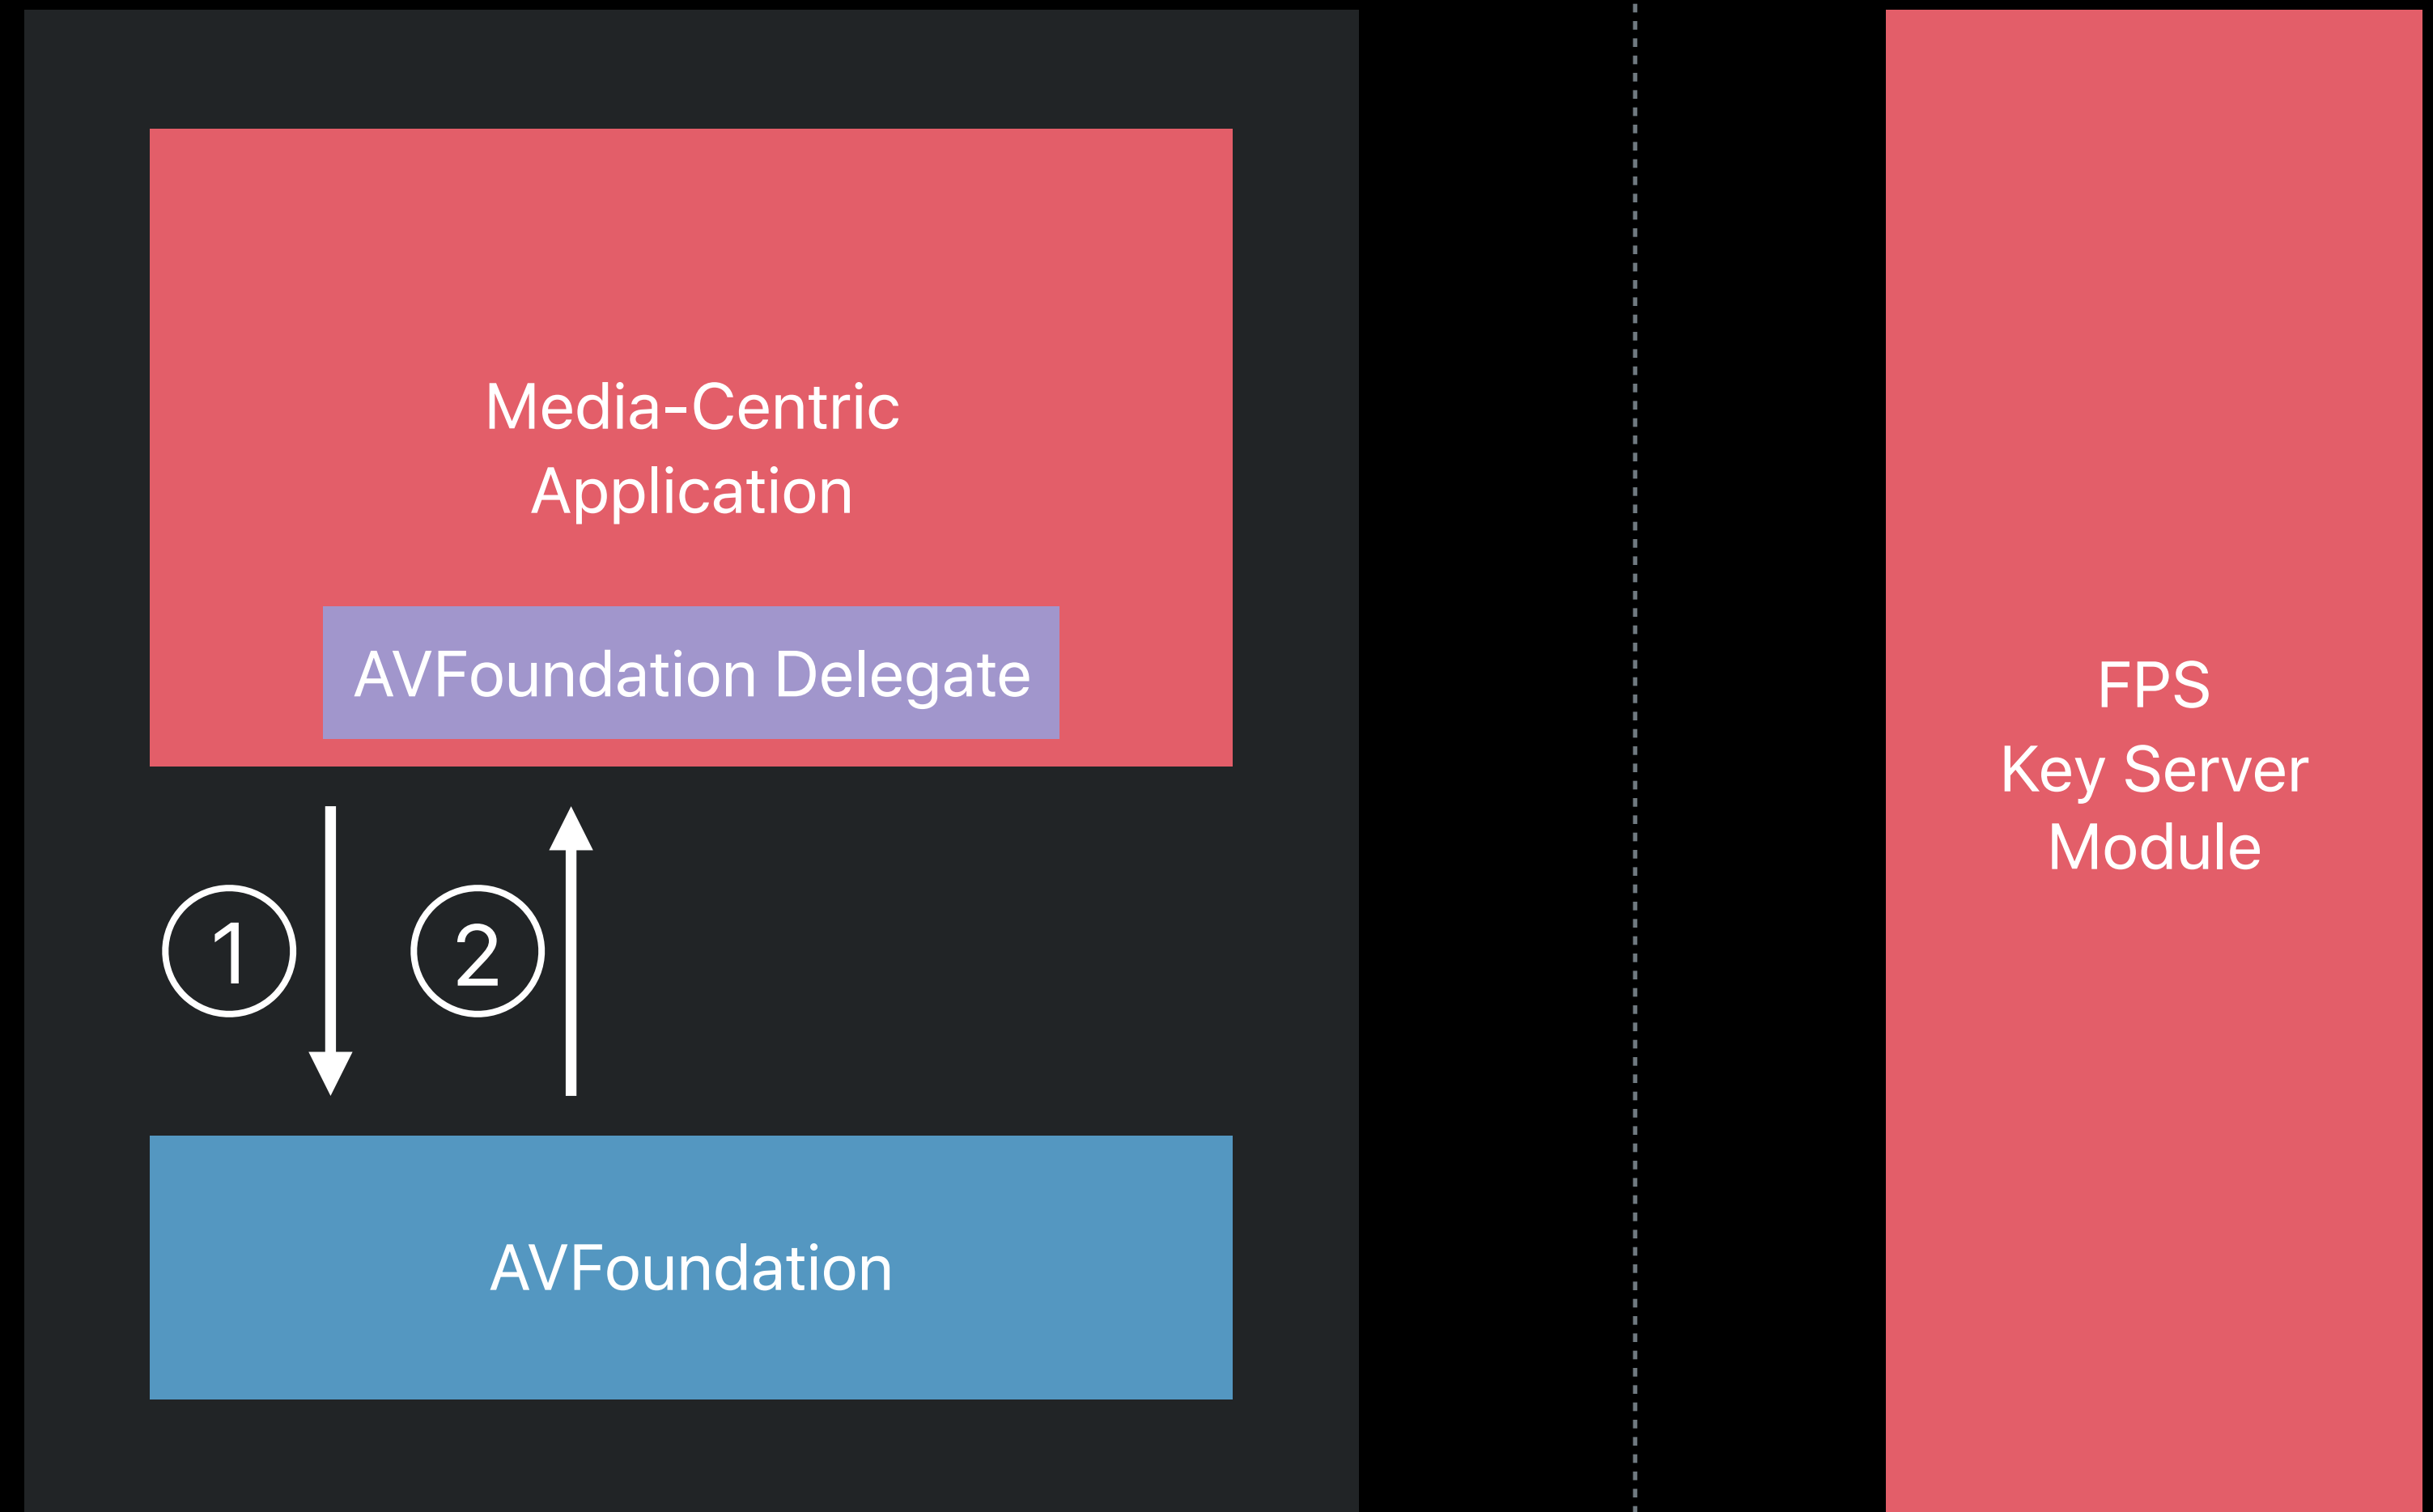 Media-Centric
Application
AVFoundation Delegate
1
2
AVFoundation
FPS
Key Server
Module